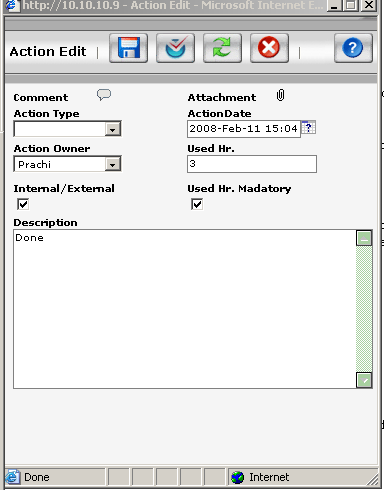 http://10.10.10.9 - Action Edit - Microsoft Internet E...
Action Edit
?
Comment
Attachment
Action Type
ActionDate
2008-Feb-11 15:04
?
Action Owner
Used Hr.
Prachi
3
Internal/External
Used Hr. Madatory
Description
Done
Done
Internet